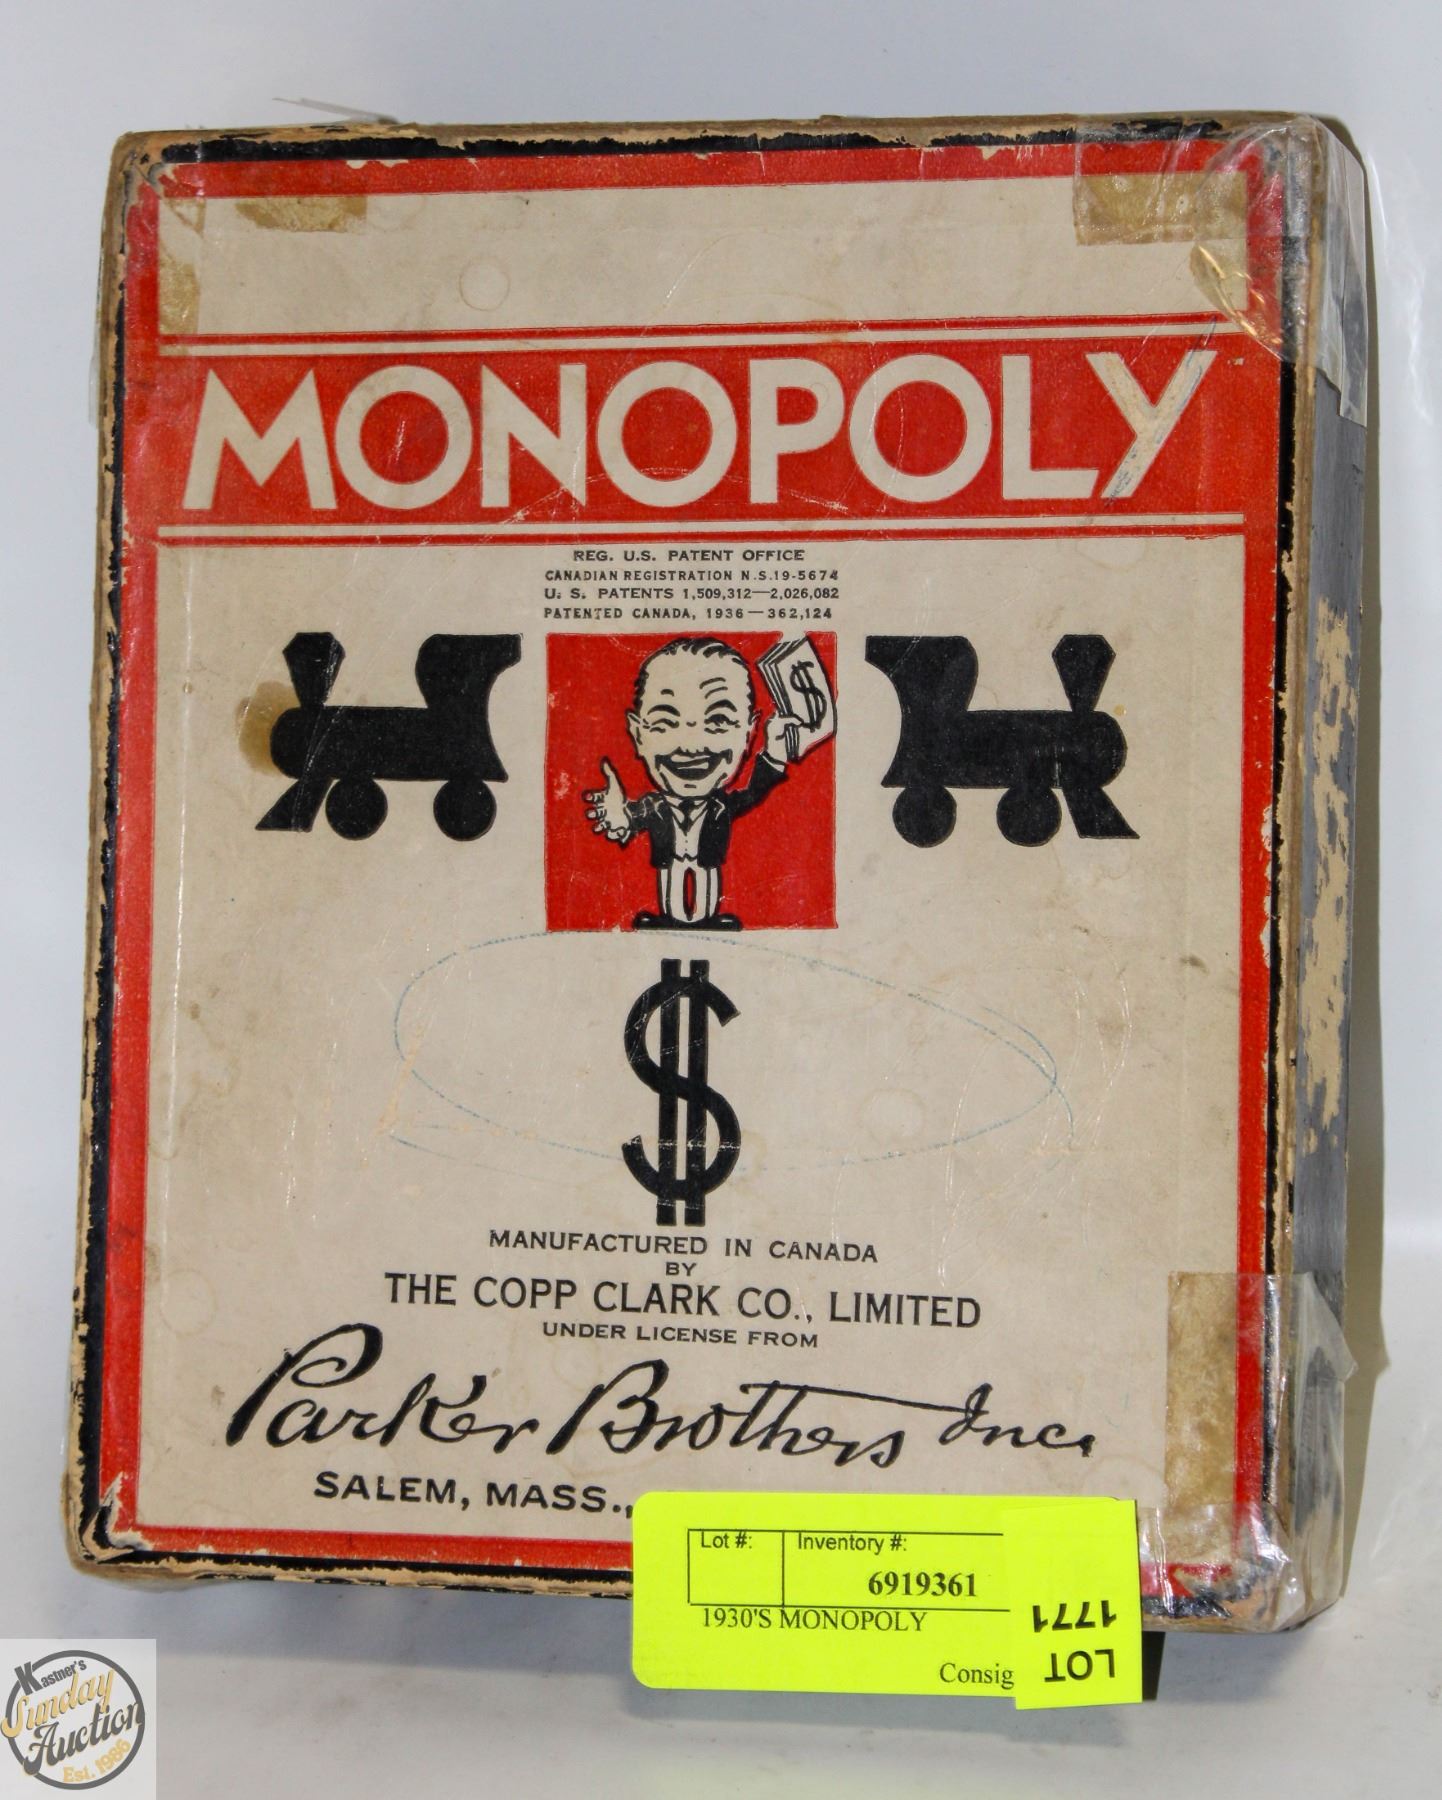 MONOPOLY
REG. U.S. PATENT OFFICE
CANADIAN REGISTRATION N.S.19-5674
U. S. PATENTS 1,509,312—2,026,082
PATENTED CANADA, 1936—362,124
$
$
MANUFACTURED IN CANADA
BY
THE COPP CLARK CO., LIMITED
UNDER LICENSE FROM
Parker Brothers Inc.
SALEM, MASS.,
Lot #: Inventory #:
6919361
1930'S MONOPOLY
Consig
LOT
1771
Kastner's
Sunday
Auction
Est. 1986